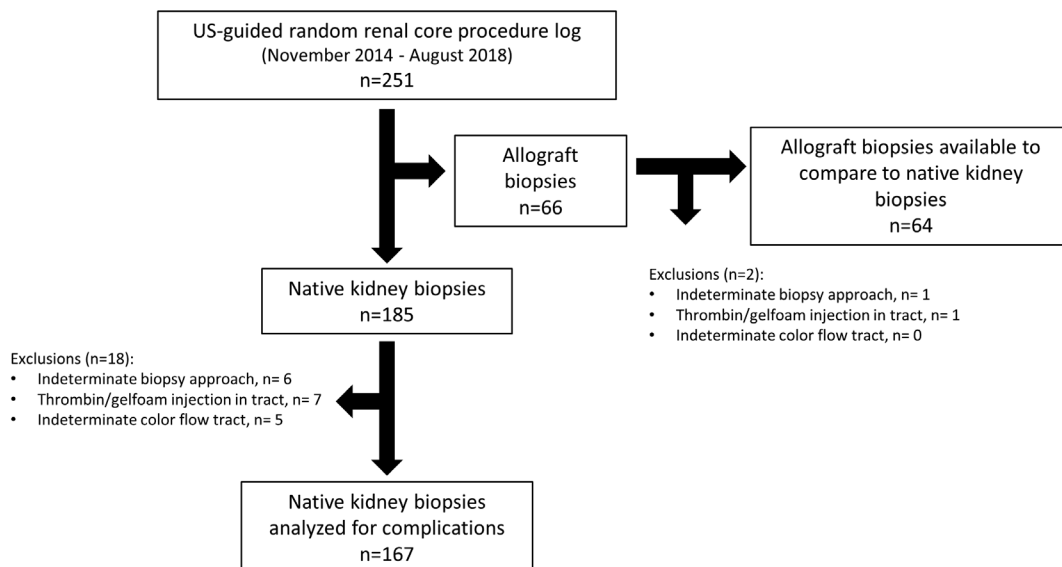 US-guided random renal core procedure log
(November 2014 - August 2018)
n=251
Allograft
biopsies
n=66
Allograft biopsies available to
compare to native kidney
biopsies
n=64
Exclusions (n=2):
• Indeterminate biopsy approach, n= 1
• Thrombin/gelfoam injection in tract, n= 1
• Indeterminate color flow tract, n= 0
Native kidney biopsies
n=185
Exclusions (n=18):
• Indeterminate biopsy approach, n= 6
• Thrombin/gelfoam injection in tract, n= 7
• Indeterminate color flow tract, n= 5
Native kidney biopsies
analyzed for complications
n=167